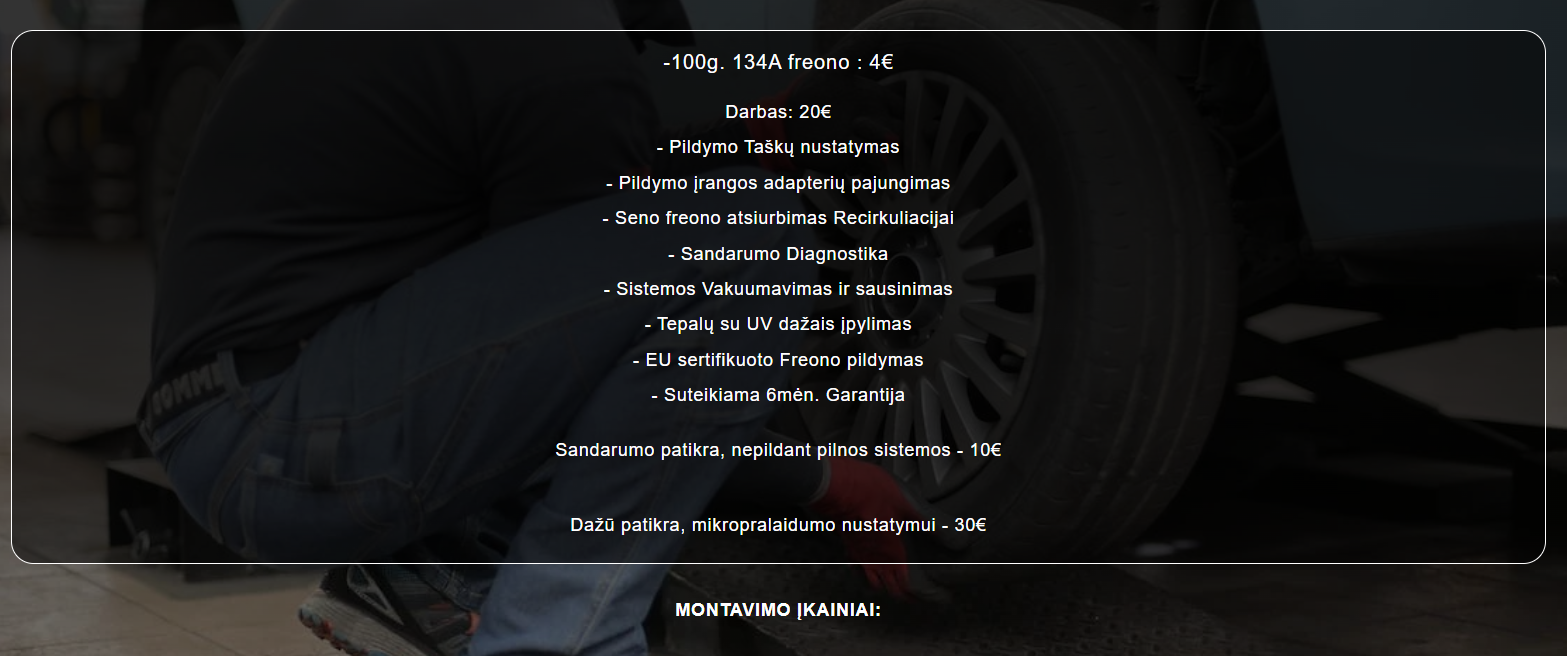 -100g. 134A freono : 4€
Darbas: 20€
- Pildymo Taškų nustatymas
- Pildymo įrangos adapterių pajungimas
- Seno freono atsiurbimas Recirkuliacijai
- Sandarumo Diagnostika
- Sistemos Vakuumavimas ir sausinimas
- Tepalų su UV dažais įpylimas
- EU sertifikuoto Freono pildymas
- Suteikiama 6mėn. Garantija
Sandarumo patikra, nepildant pilnos sistemos - 10€
Dažū patikra, mikropralaidumo nustatymui - 30€
MONTAVIMO ĮKAINIAI: